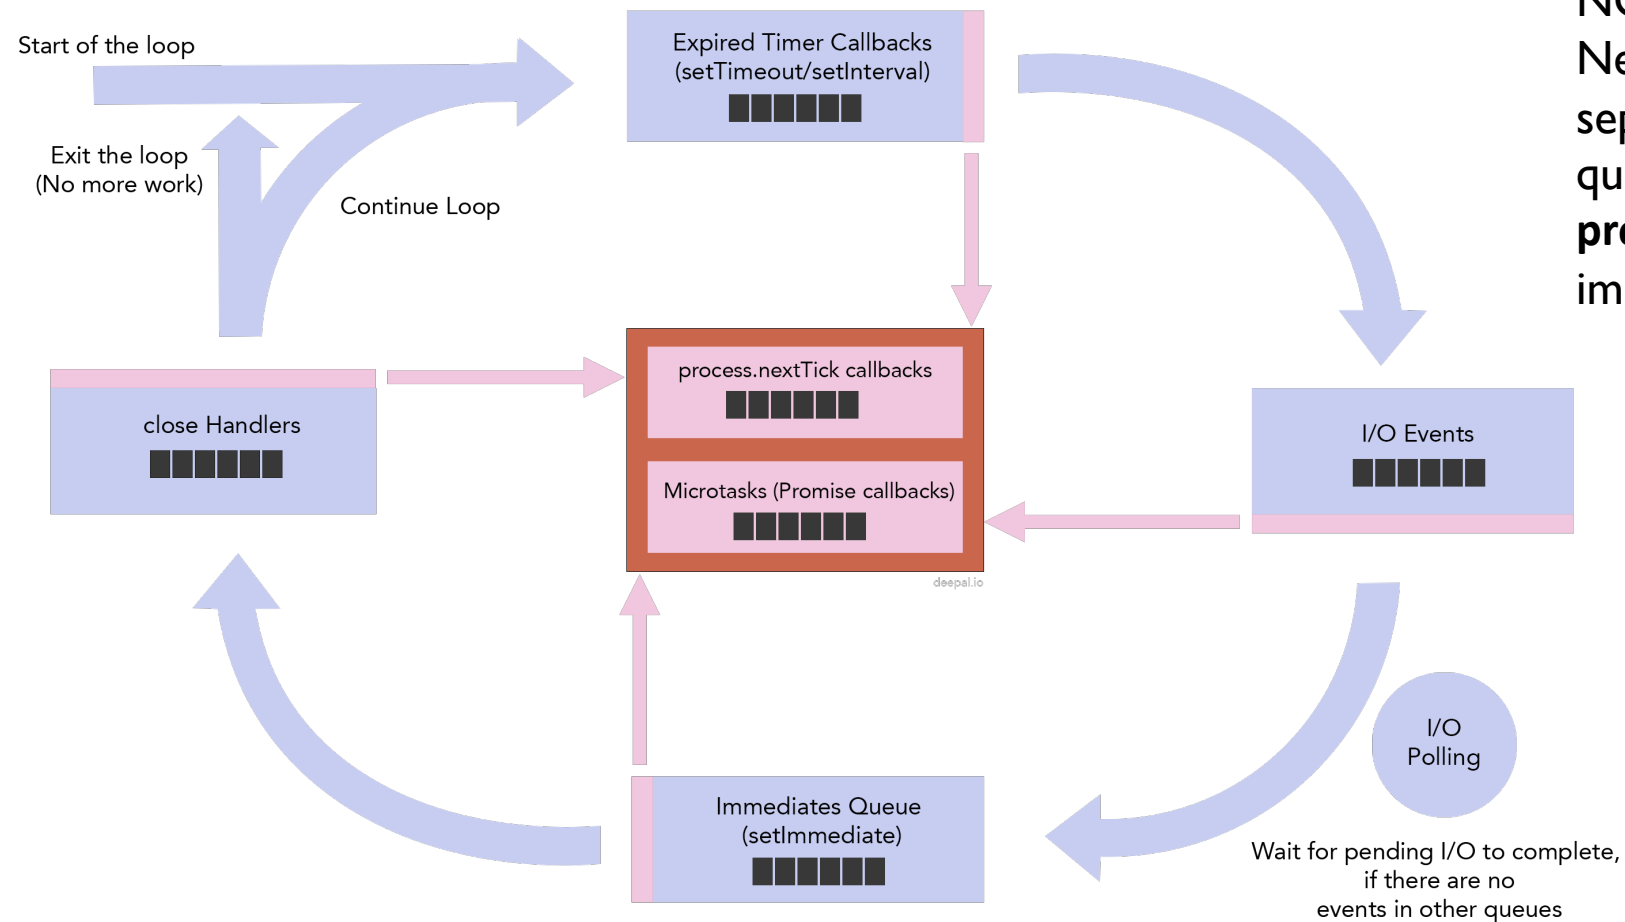 Start of the loop
Exit the loop
(No more work)
Continue Loop
Expired Timer Callbacks
(setTimeout/setInterval)
process.nextTick callbacks
Microtasks (Promise callbacks)
deepal.io
close Handlers
I/O Events
I/O
Polling
Wait for pending I/O to complete,
if there are no
events in other queues
Immediates Queue
(setImmediate)